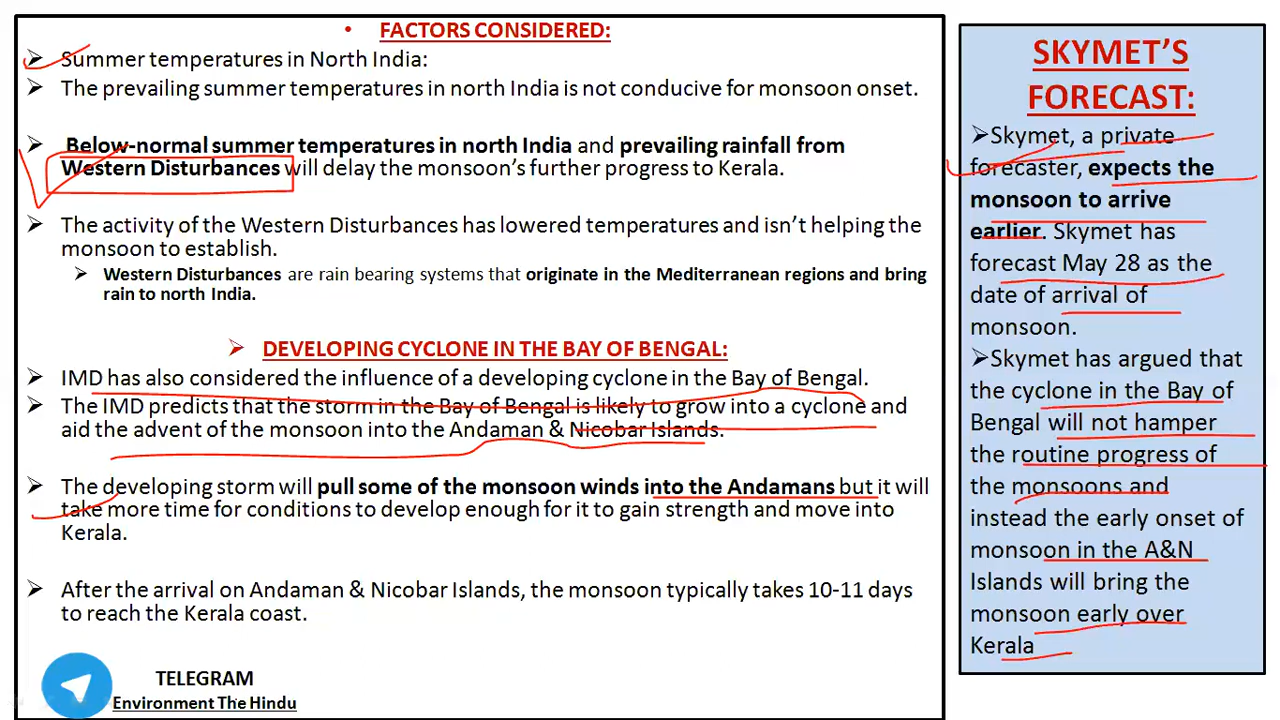 • FACTORS CONSIDERED:
➢ Summer temperatures in North India:
➢ The prevailing summer temperatures in north India is not conducive for monsoon onset.
➢ Below-normal summer temperatures in north India and prevailing rainfall from
Western Disturbances will delay the monsoon's further progress to Kerala.
➢ The activity of the Western Disturbances has lowered temperatures and isn't helping the
monsoon to establish.
➢ Western Disturbances are rain bearing systems that originate in the Mediterranean regions and bring
rain to north India.
➢ DEVELOPING CYCLONE IN THE BAY OF BENGAL:
➢ IMD has also considered the influence of a developing cyclone in the Bay of Bengal.
➢ The IMD predicts that the storm in the Bay of Bengal is likely to grow into a cyclone and
aid the advent of the monsoon into the Andaman & Nicobar Islands.
➢ The developing storm will pull some of the monsoon winds into the Andamans but it will
take more time for conditions to develop enough for it to gain strength and move into
Kerala.
➢ After the arrival on Andaman & Nicobar Islands, the monsoon typically takes 10-11 days
to reach the Kerala coast.
TELEGRAM
Environment The Hindu
SKYMET'S
FORECAST:
➢Skymet, a private
forecaster, expects the
monsoon to arrive
earlier. Skymet has
forecast May 28 as the
date of arrival of
monsoon.
➢Skymet has argued that
the cyclone in the Bay of
Bengal will not hamper
the routine progress of
the monsoons and
instead the early onset of
monsoon in the A&N
Islands will bring the
monsoon early over
Kerala